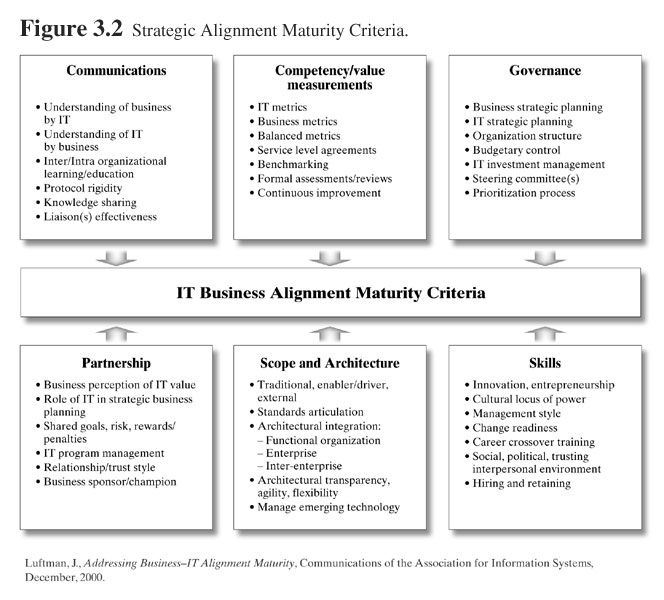 Figure 3.2 Strategic Alignment Maturity Criteria.
Communications
• Understanding of business
by IT
• Understanding of IT
by business
• Inter/Intra organizational
learning/education
• Protocol rigidity
• Knowledge sharing
• Liaison(s) effectiveness
Competency/value
measurements
• IT metrics
• Business metrics
• Balanced metrics
• Service level agreements
• Benchmarking
• Formal assessments/reviews
• Continuous improvement
Governance
• Business strategic planning
• IT strategic planning
• Organization structure
• Budgetary control
• IT investment management
• Steering committee(s)
• Prioritization process
IT Business Alignment Maturity Criteria
Partnership
• Business perception of IT value
• Role of IT in strategic business
planning
• Shared goals, risk, rewards/
penalties
• IT program management
• Relationship/trust style
• Business sponsor/champion
Scope and Architecture
• Traditional, enabler/driver,
external
• Standards articulation
• Architectural integration:
– Functional organization
– Enterprise
– Inter-enterprise
• Architectural transparency,
agility, flexibility
• Manage emerging technology
Skills
• Innovation, entrepreneurship
• Cultural locus of power
• Management style
• Change readiness
• Career crossover training
• Social, political, trusting
interpersonal environment
• Hiring and retaining
Luftman, J., Addressing Business–IT Alignment Maturity, Communications of the Association for Information Systems,
December, 2000.